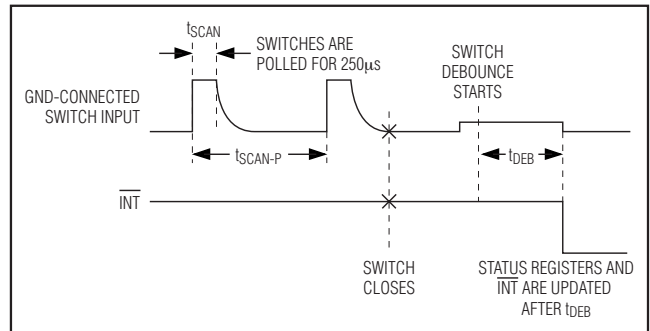 tSCAN
SWITCHES ARE
POLLED FOR 250μs
SWITCH
DEBOUNCE
STARTS
GND-CONNECTED
SWITCH INPUT
tSCAN-P
tDEB
INT
SWITCH
CLOSES
STATUS REGISTERS AND
INT ARE UPDATED
AFTER tDEB